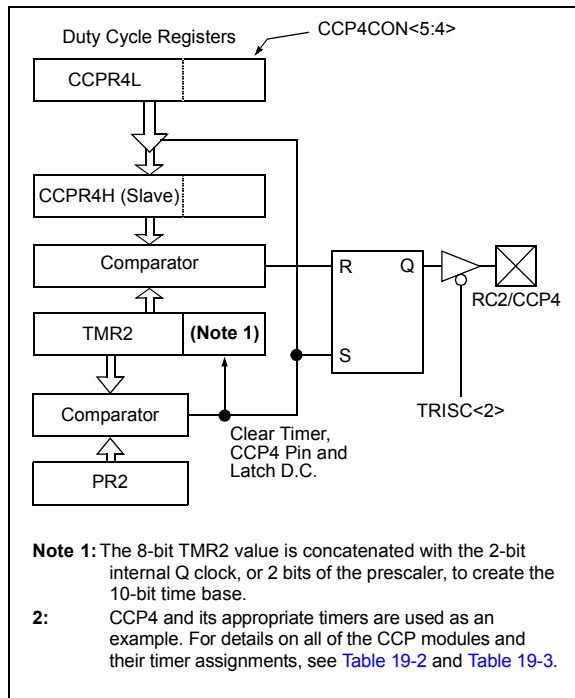 Duty Cycle Registers
CCP4CON<5:4>
CCPR4L
CCPR4H (Slave)
Comparator
R
Q
RC2/CCP4
TMR2
(Note 1)
S
TRISC<2>
Comparator
Clear Timer,
CCP4 Pin and
Latch D.C.
PR2
Note 1: The 8-bit TMR2 value is concatenated with the 2-bit
internal Q clock, or 2 bits of the prescaler, to create the
10-bit time base.
2: CCP4 and its appropriate timers are used as an
example. For details on all of the CCP modules and
their timer assignments, see Table 19-2 and Table 19-3.